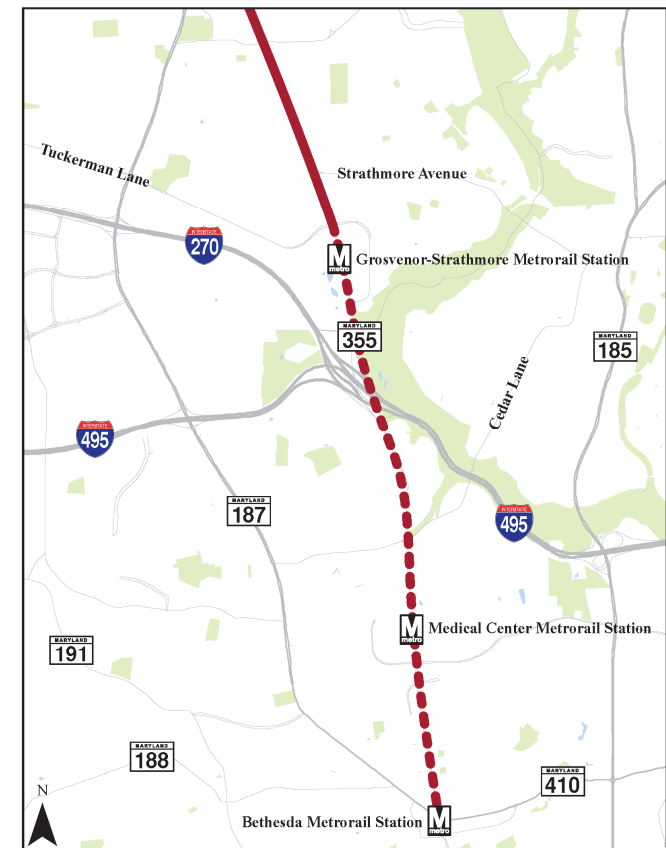 Tuckerman Lane
Strathmore Avenue
INTERSTATE
270
M
metro
Grosvenor-Strathmore Metrorail Station
MARYLAND
355
MARYLAND
185
Cedar Lane
INTERSTATE
495
MARYLAND
187
INTERSTATE
495
M
metro
Medical Center Metrorail Station
MARYLAND
191
MARYLAND
188
MARYLAND
410
N
Bethesda Metrorail Station
M
metro